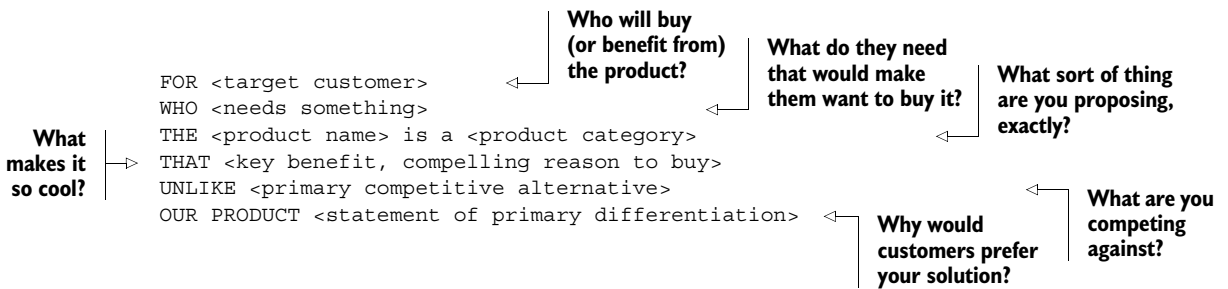 Who will buy
(or benefit from)
the product?
What do they need
that would make
them want to buy it?
What sort of thing
are you proposing,
exactly?
FOR <target customer>
WHO <needs something>
THE <product name> is a <product category>
What
makes it
so cool?
THAT <key benefit, compelling reason to buy>
UNLIKE <primary competitive alternative>
OUR PRODUCT <statement of primary differentiation>
What are you
competing
against?
Why would
customers prefer
your solution?